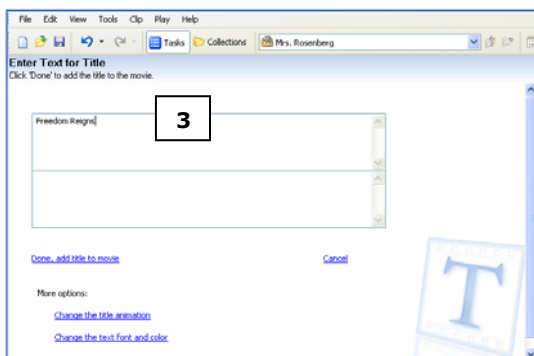 File Edit View Tools Clip Play Help
Tasks Collections Mrs. Rosenberg
Enter Text for Title
Click 'Done' to add the title to the movie.
Freedom Reigns
3
Done, add title to movie Cancel
More options:
Change the title animation
Change the text font and color
T